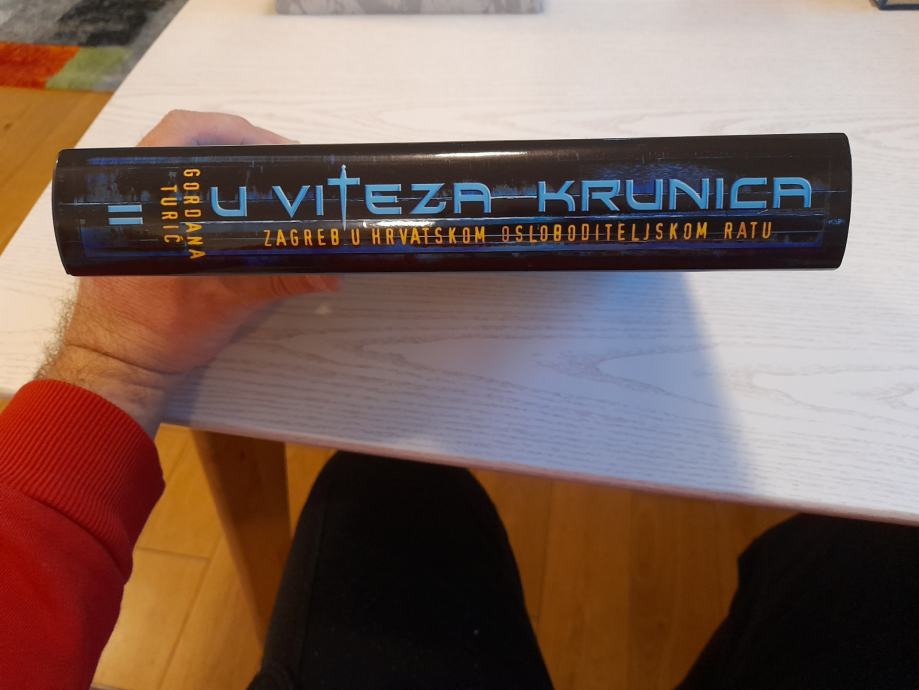 II
GORDANA
TURIĆ
U VITEZA KRUNICA
ZAGREB U HRVATSKOM OSLOBODITELJSKOM RATU